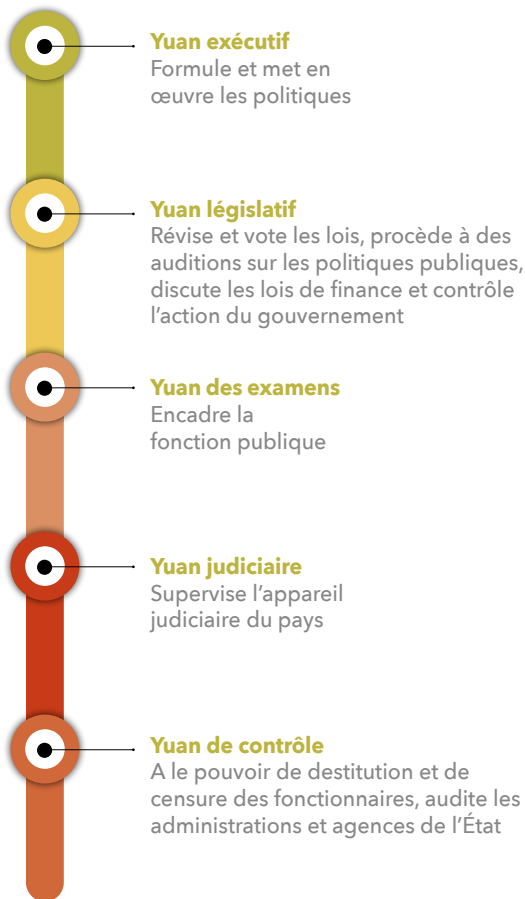 Yuan exécutif
Formule et met en
œuvre les politiques
Yuan législatif
Révise et vote les lois, procède à des
auditions sur les politiques publiques,
discute les lois de finance et contrôle
l’action du gouvernement
Yuan des examens
Encadre la
fonction publique
Yuan judiciaire
Supervise l’appareil
judiciaire du pays
Yuan de contrôle
A le pouvoir de destitution et de
censure des fonctionnaires, audite les
administrations et agences de l’État